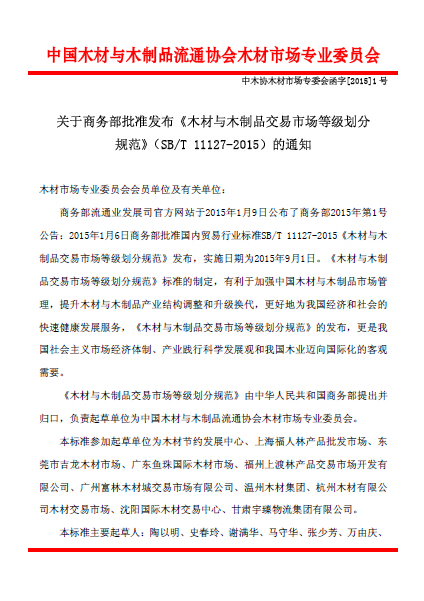 中国木材与木制品流通协会木材市场专业委员会
中木协木材市场专委会函字[2015]1 号
关于商务部批准发布《木材与木制品交易市场等级划分
规范》（SB/T 11127-2015）的通知
木材市场专业委员会会员单位及有关单位：
商务部流通业发展司官方网站于2015年1月9日公布了商务部2015年第1号
公告：2015年1月6日商务部批准国内贸易行业标准SB/T 11127-2015《木材与木
制品交易市场等级划分规范》发布，实施日期为2015年9月1日。《木材与木制
品交易市场等级划分规范》标准的制定，有利于加强中国木材与木制品市场管
理，提升木材与木制品产业结构调整和升级换代，更好地为我国经济和社会的
快速健康发展服务，《木材与木制品交易市场等级划分规范》的发布，更是我
国社会主义市场经济体制、产业践行科学发展观和我国木业迈向国际化的客观
需要。
《木材与木制品交易市场等级划分规范》由中华人民共和国商务部提出并
归口，负责起草单位为中国木材与木制品流通协会木材市场专业委员会。
本标准参加起草单位为木材节约发展中心、上海福人林产品批发市场、东
莞市吉龙木材市场、广东鱼珠国际木材市场、福州上渡林产品交易市场开发有
限公司、广州富林木材城交易市场有限公司、温州木材集团、杭州木材有限公
司木材交易市场、沈阳国际木材交易中心、甘肃宇臻物流集团有限公司。
本标准主要起草人：陶以明、史春玲、谢满华、马守华、张少芳、万由庆、